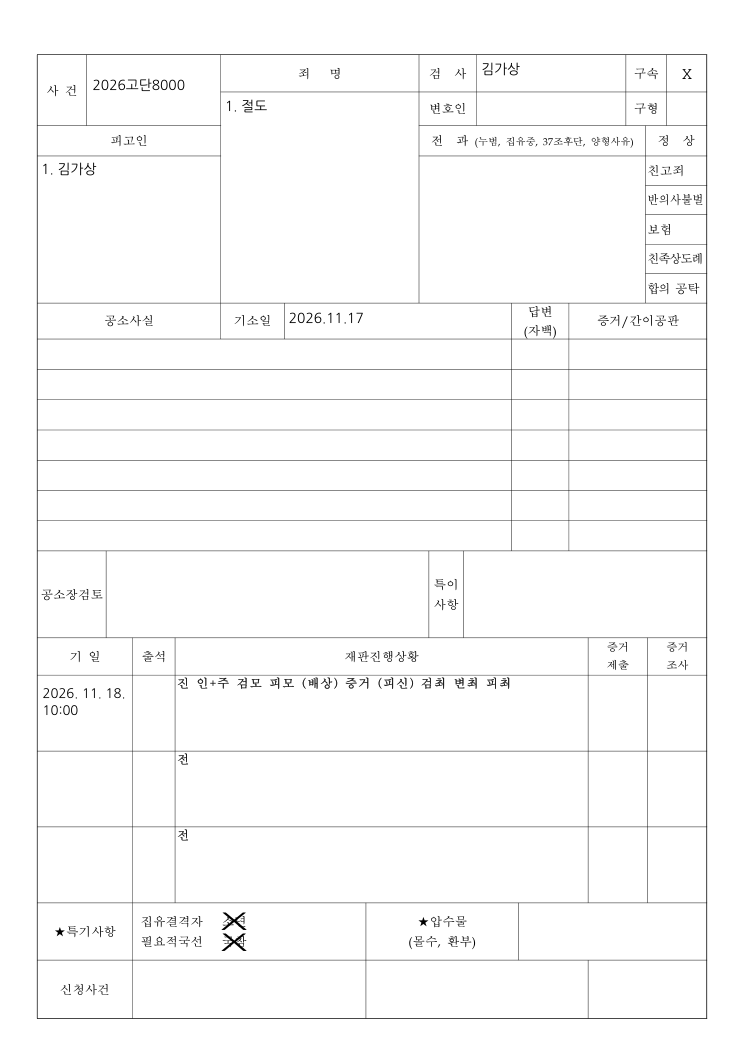 사 건 2026고단8000 죄 명 검 사 김가상 구속 X
1. 절도 변호인 구형
피고인 전 과 (누범, 집유중, 37조후단, 양형사유) 정 상
1. 김가상 친고죄
반의사불벌
보험
친족상도례
합의 공탁
공소사실 기소일 2026.11.17 답변 (자백) 증거/간이공판
공소장검토 특이
사항
기 일 출석 재판진행상황 증거 제출 증거 조사
2026. 11. 18. 진 인+주 검모 피모 (배상) 증거 (피신) 검최 변최 피최
10:00
전
전
★특기사항 집유결격자 ★압수물
필요적국선 (몰수, 환부)
신청사건